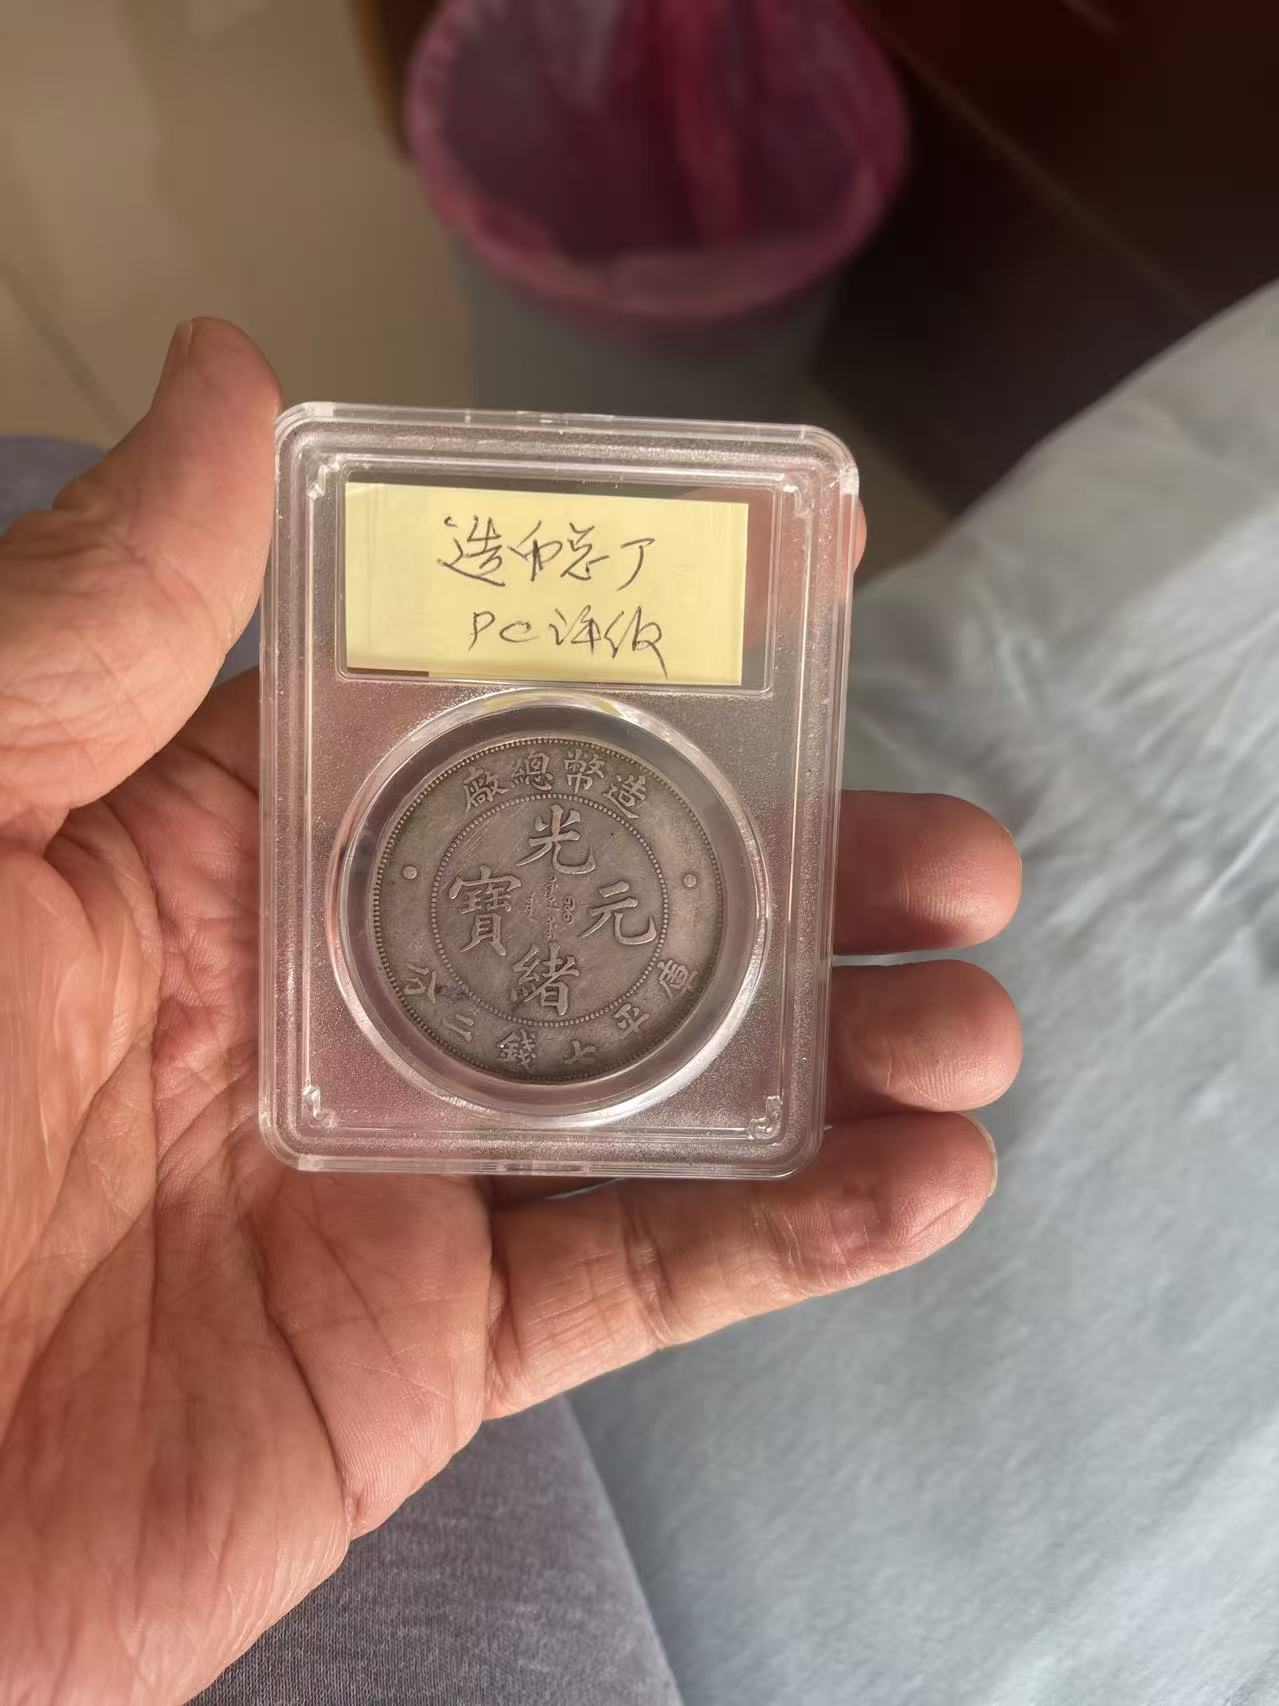 造币总厂
PC评级
造幣總廠
光緒元寶
庫平七錢二分